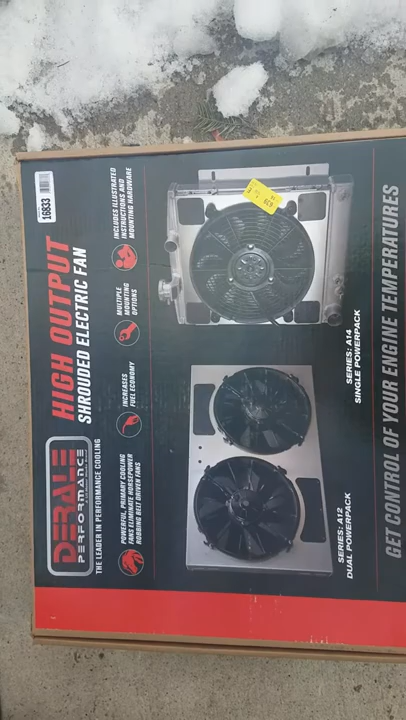 16833
HIGH OUTPUT
SHROUDED ELECTRIC FAN
DERALE
PERFORMANCE
THE LEADER IN PERFORMANCE COOLING
POWERFUL, PRIMARY COOLING
FANS ELIMINATE HORSEPOWER
ROBBING BELT DRIVEN FANS
INCREASES
FUEL ECONOMY
MULTIPLE
MOUNTING
OPTIONS
INCLUDES ILLUSTRATED
INSTRUCTIONS AND
MOUNTING HARDWARE
SERIES: A12
DUAL POWERPACK
SERIES: A14
SINGLE POWERPACK
GET CONTROL OF YOUR ENGINE TEMPERATURES